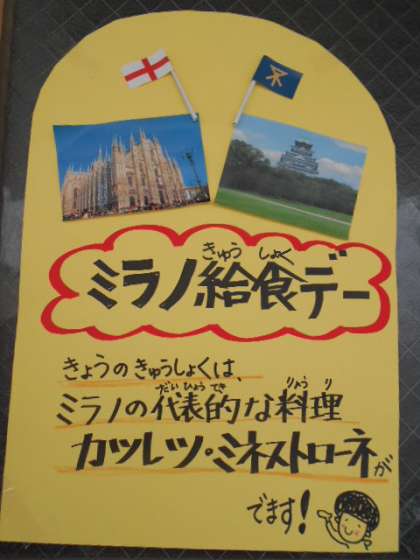 ミラノ給食デー
きゅうしょく
きょうのきゅうしょくは、
だいひょうてき りょうり
ミラノの代表的な料理
カツレツ・ミネストローネが
でます!